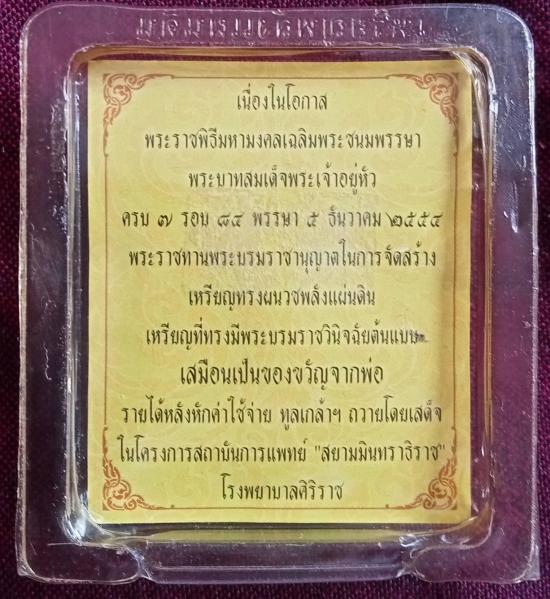 เนื่องในโอกาส
พระราชพิธีมหามงคลเฉลิมพระชนมพรรษา
พระบาทสมเด็จพระเจ้าอยู่หัว
ครบ ๗ รอบ ๘๔ พรรษา ๕ ธันวาคม ๒๕๕๔
พระราชทานพระบรมราชานุญาตในการจัดสร้าง
เหรียญทรงผนวชพลังแผ่นดิน
เหรียญที่ทรงมีพระบรมราชวินิจฉัยต้นแบบ
เสมือนเป็นของขวัญจากพ่อ
รายได้หลังหักค่าใช้จ่าย ทูลเกล้าฯ ถวายโดยเสด็จ
ในโครงการสถาบันการแพทย์ "สยามมินทราธิราช"
โรงพยาบาลศิริราช